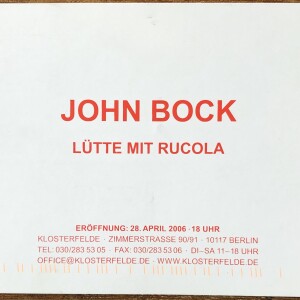 JOHN BOCK
LÜTTE MIT RUCOLA
ERÖFFNUNG: 28. APRIL 2006 · 18 UHR
KLOSTERFELDE · ZIMMERSTRASSE 90/91 · 10117 BERLIN
TEL: 030/283 53 05 · FAX: 030/283 53 06 · DI–SA 11–18 UHR
OFFICE@KLOSTERFELDE.DE · WWW.KLOSTERFELDE.DE